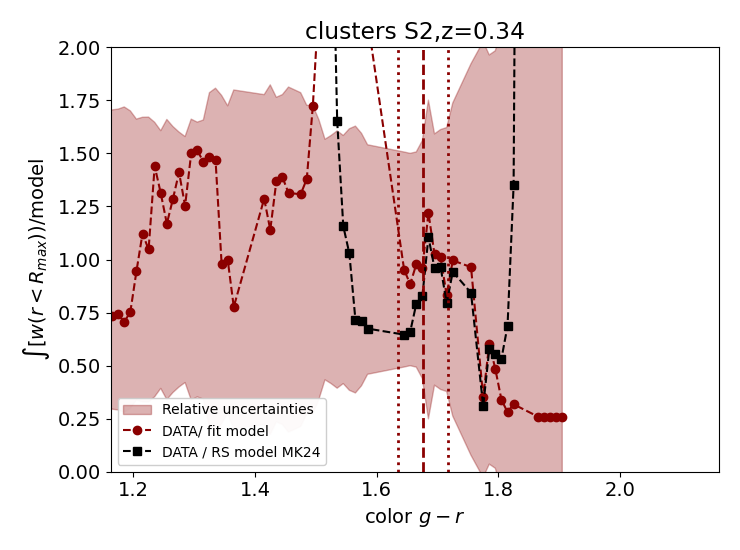 clusters S2,z=0.34
∫[w(r < R_{max}))/model
2.00
1.75
1.50
1.25
1.00
0.75
0.50
0.25
0.00
Relative uncertainties
DATA/ fit model
DATA / RS model MK24
1.2 1.4 1.6 1.8 2.0
color g − r